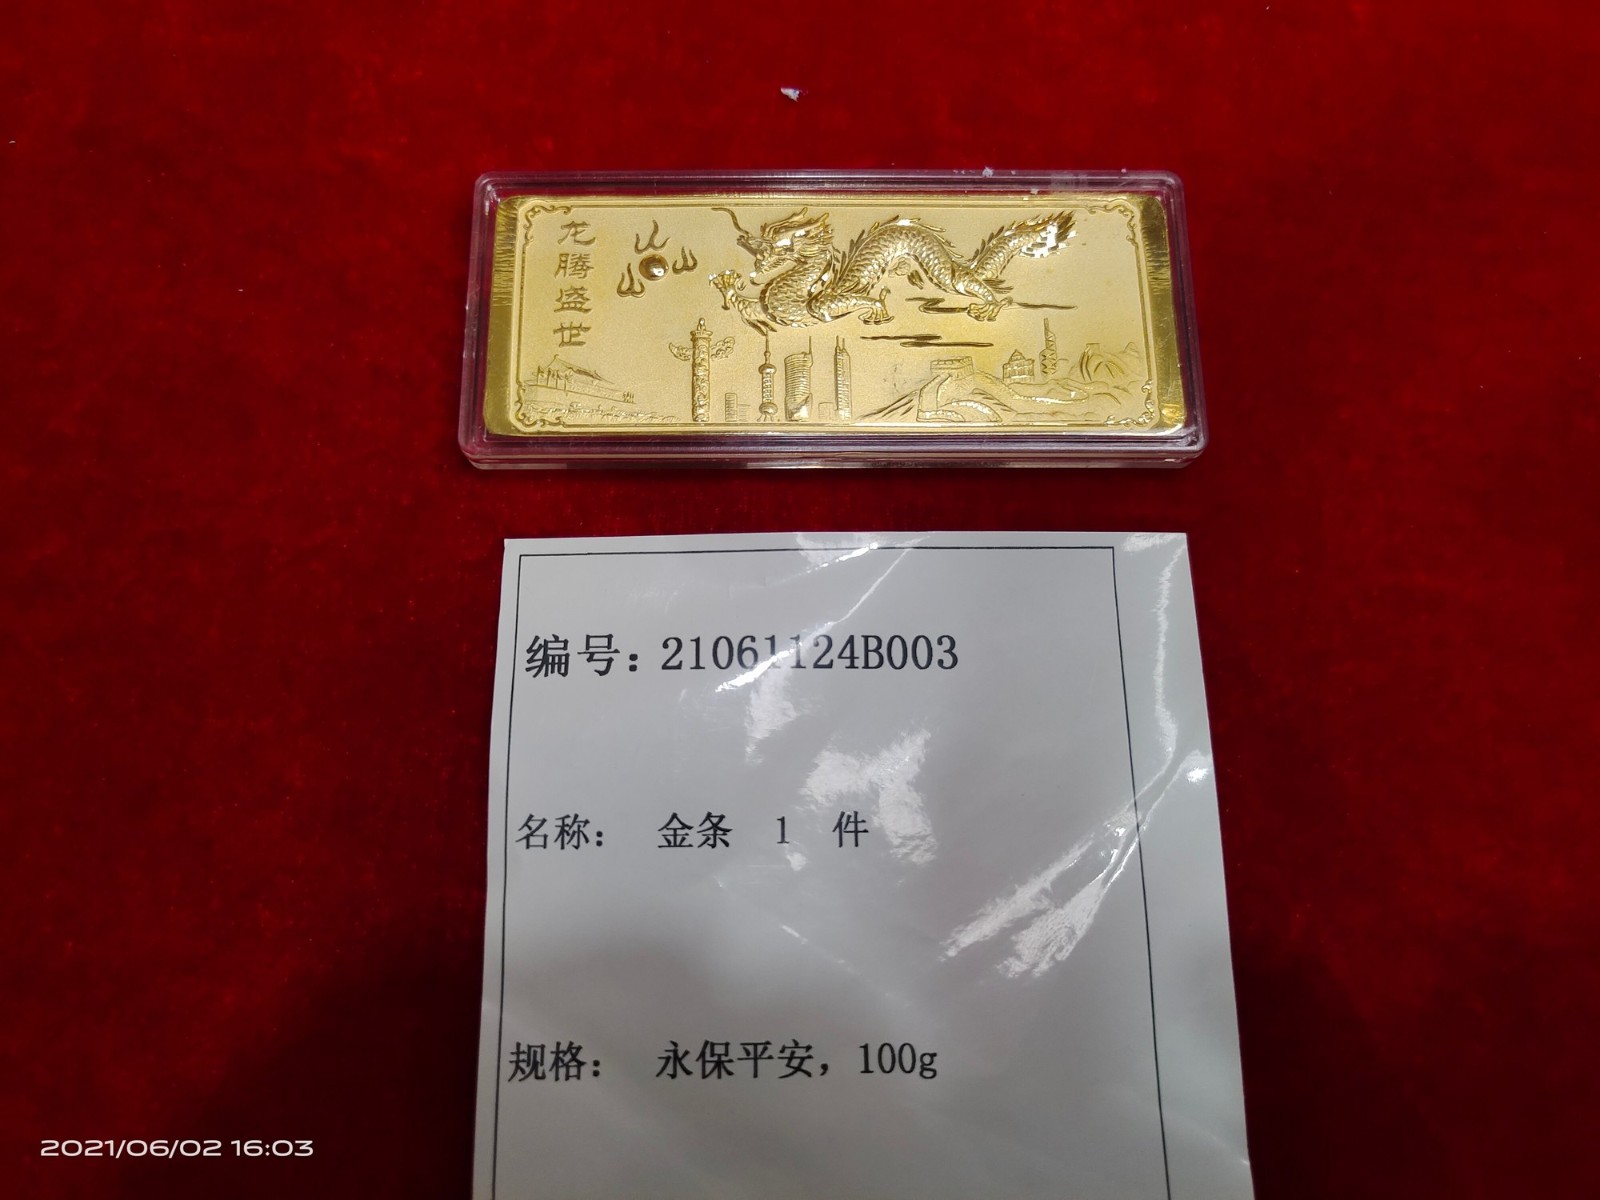 龙腾盛世
编号：21061124B003
名称： 金条 1 件
规格： 永保平安，100g
2021/06/02 16:03